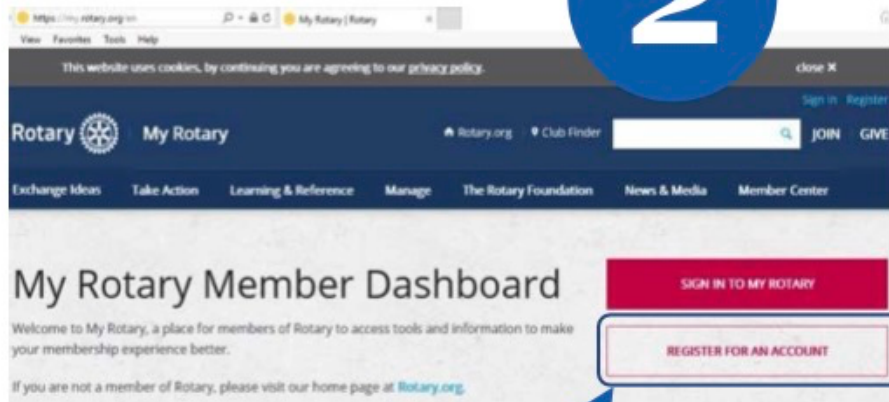 https://my.rotary.org/en
My Rotary | Rotary
View Favorites Tools Help
2
This website uses cookies, by continuing you are agreeing to our privacy policy.
close X
Sign in Register
Rotary
My Rotary
Rotary.org
Club Finder
JOIN
GIVE
Exchange Ideas Take Action Learning & Reference Manage The Rotary Foundation News & Media Member Center
My Rotary Member Dashboard
SIGN IN TO MY ROTARY
Welcome to My Rotary, a place for members of Rotary to access tools and information to make
your membership experience better.
REGISTER FOR AN ACCOUNT
If you are not a member of Rotary, please visit our home page at Rotary.org.